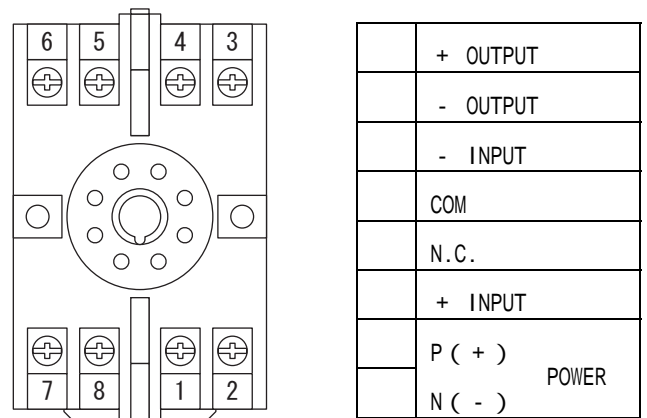 6 5 4 3
7 8 1 2
+ OUTPUT
- OUTPUT
- INPUT
COM
N.C.
+ INPUT
P ( + )
POWER
N ( - )